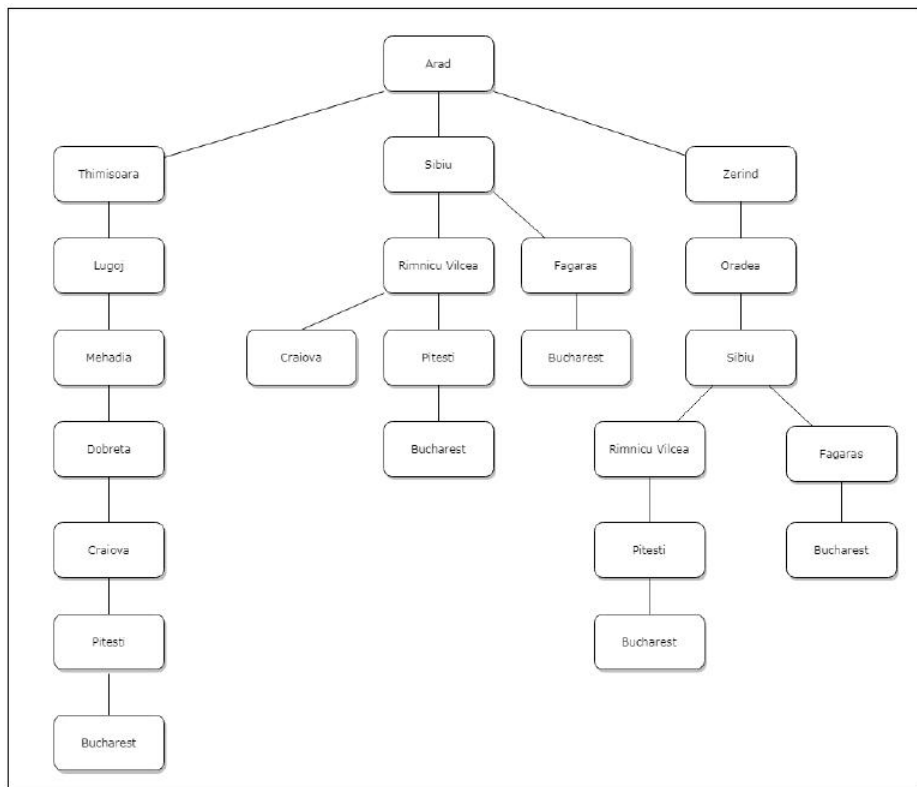 Arad
Thimisoara
Sibiu
Zerind
Lugoj
Rimnicu Vilcea
Fagaras
Oradea
Mehadia
Craiova
Pitesti
Bucharest
Sibiu
Dobreta
Bucharest
Rimnicu Vilcea
Fagaras
Craiova
Pitesti
Bucharest
Pitesti
Bucharest
Bucharest